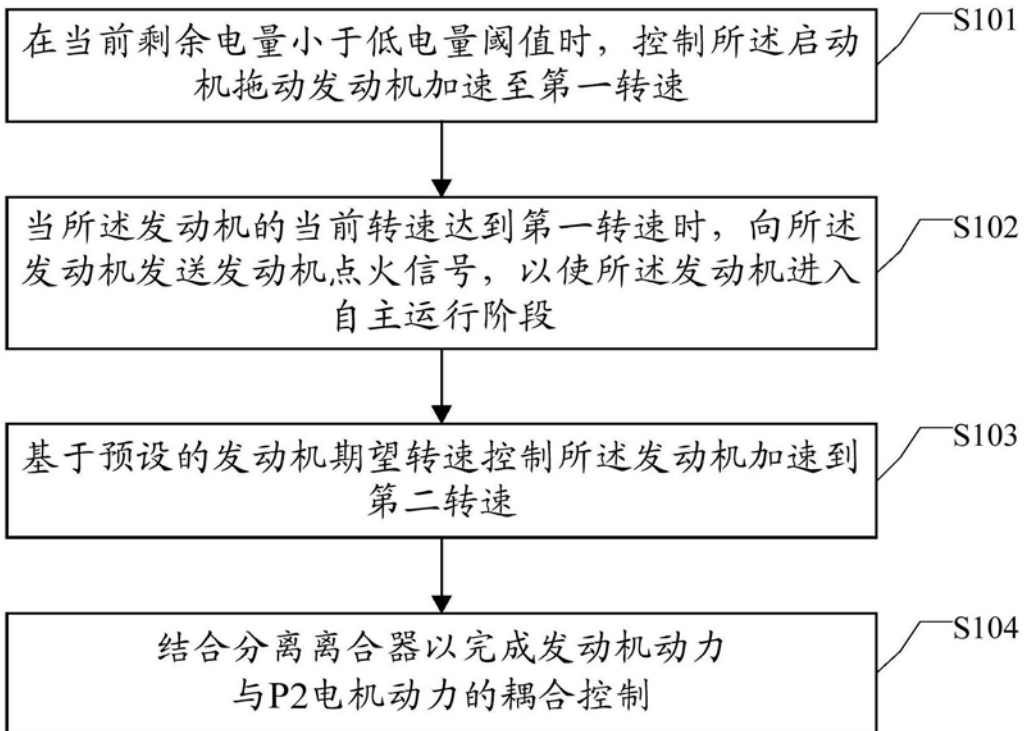 在当前剩余电量小于低电量阈值时，控制所述启动
机拖动发动机加速至第一转速
S101
当所述发动机的当前转速达到第一转速时，向所述
发动机发送发动机点火信号，以使所述发动机进入
自主运行阶段
S102
基于预设的发动机期望转速控制所述发动机加速到
第二转速
S103
结合分离离合器以完成发动机动力
与P2电机动力的耦合控制
S104